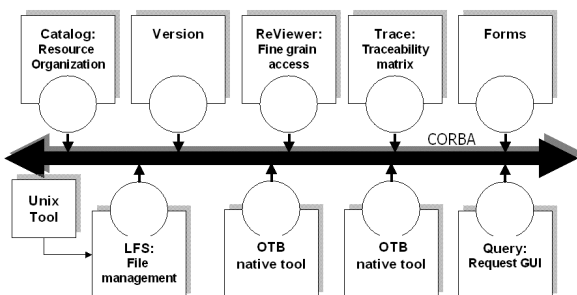 Catalog:
Resource
Organization
Version
ReViewer:
Fine grain
access
Trace:
Traceability
matrix
Forms
CORBA
Unix
Tool
LFS:
File
management
OTB
native tool
OTB
native tool
Query:
Request GUI